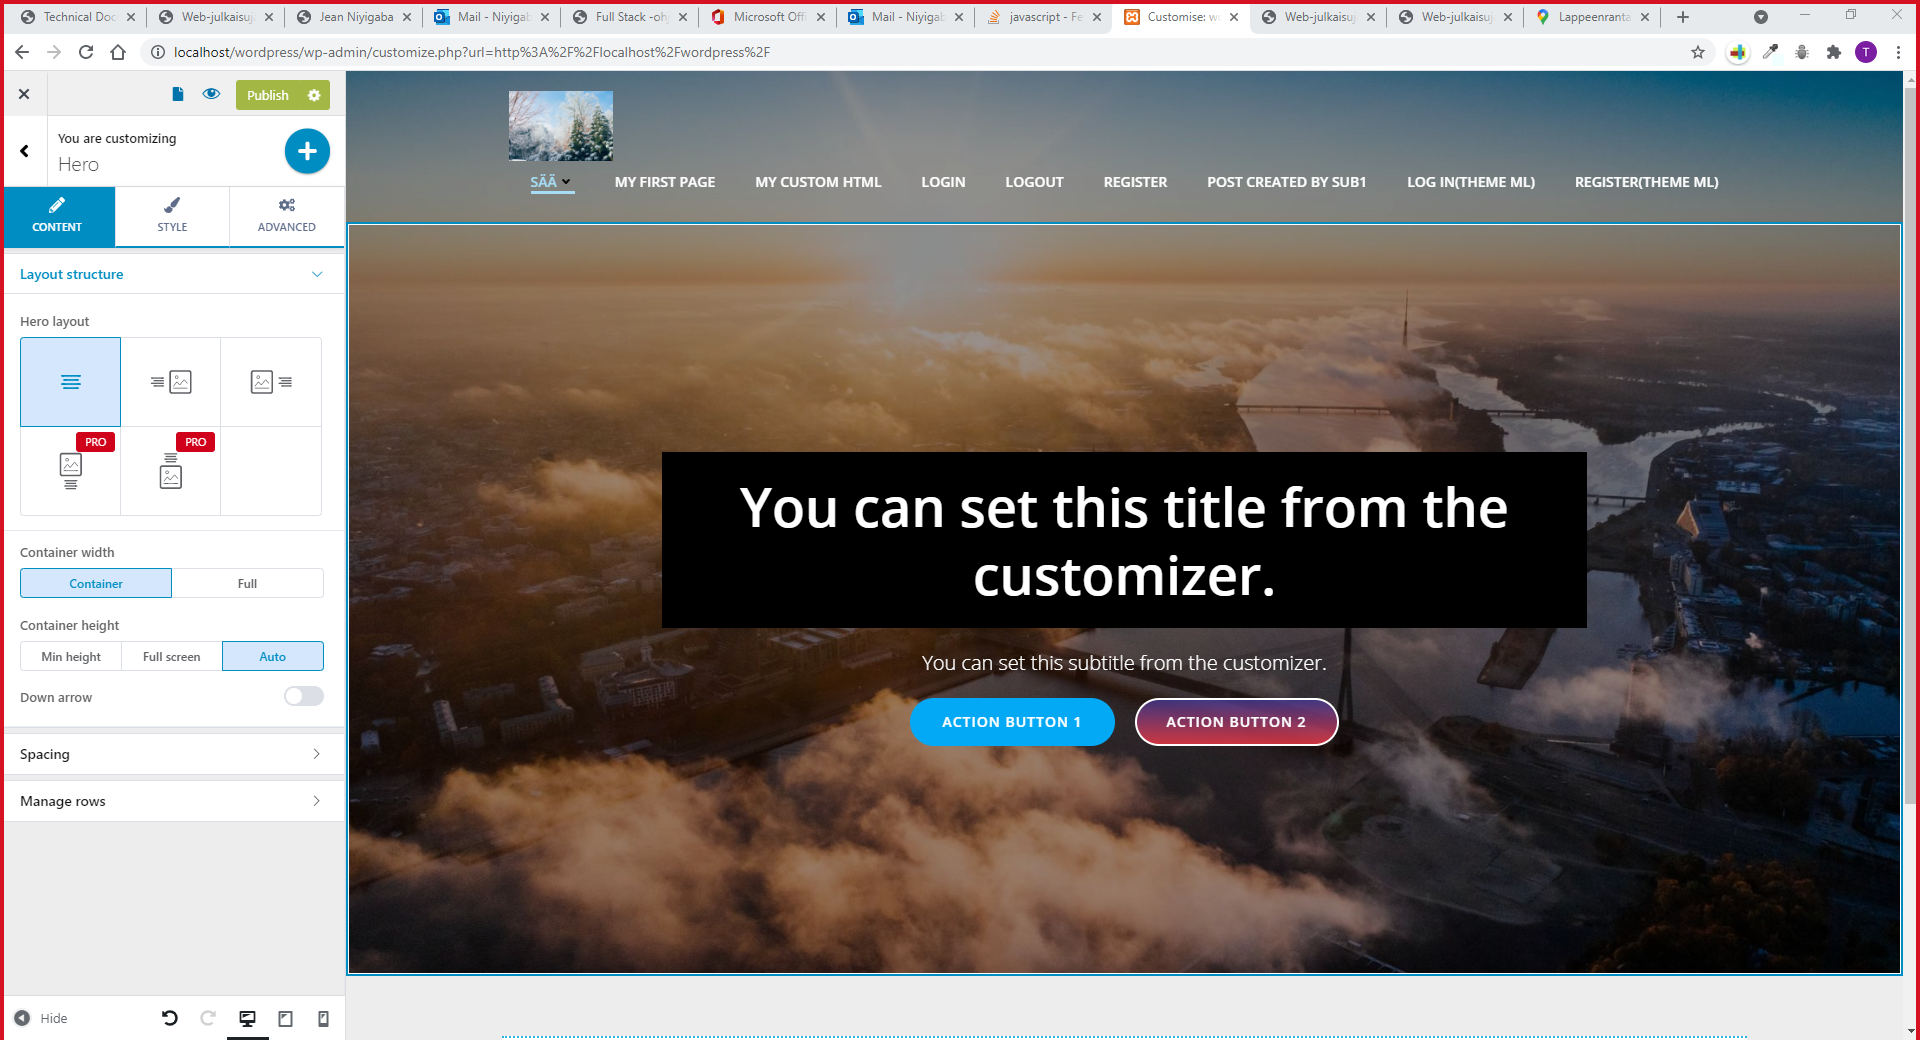 Technical Doc
Web-julkaisuj
Jean Niyigaba
Mail - Niyigab
Full Stack -ohj
Microsoft Offi
Mail - Niyigab
javascript - Fe
Customise: w
Web-julkaisuj
Web-julkaisuj
Lappeenranta
localhost/wordpress/wp-admin/customize.php?url=http%3A%2F%2Flocalhost%2Fwordpress%2F
T
Publish
You are customizing
Hero
CONTENT
STYLE
ADVANCED
Layout structure
Hero layout
PRO
PRO
Container width
Container
Full
Container height
Min height
Full screen
Auto
Down arrow
Spacing
Manage rows
Hide
SÄÄ
MY FIRST PAGE
MY CUSTOM HTML
LOGIN
LOGOUT
REGISTER
POST CREATED BY SUB1
LOG IN(THEME ML)
REGISTER(THEME ML)
You can set this title from the
customizer.
You can set this subtitle from the customizer.
ACTION BUTTON 1
ACTION BUTTON 2